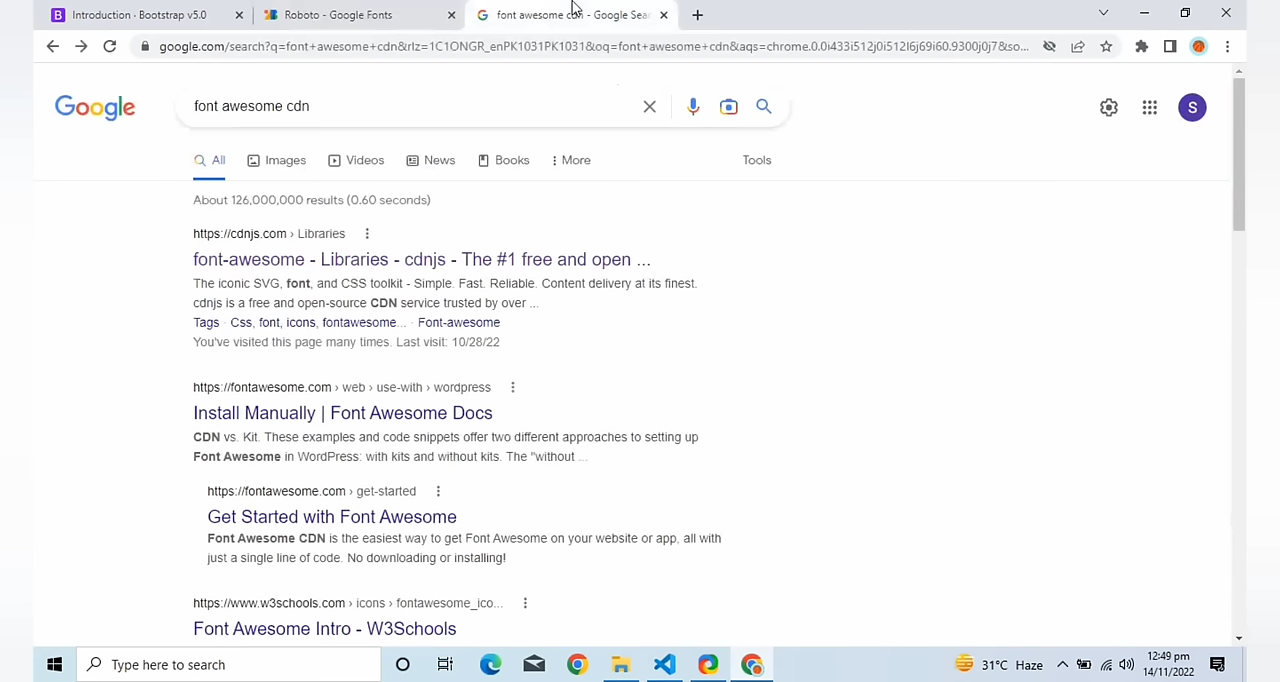 Introduction · Bootstrap v5.0
Roboto - Google Fonts
font awesome cdn - Google Sear
google.com/search?q=font+awesome+cdn&rlz=1C1ONGR_enPK1031PK1031&oq=font+awesome+cdn&aqs=chrome.0.0i433i512j0i512l6j69i60.9300j0j7&so...
Google
font awesome cdn
S
All
Images
Videos
News
Books
More
Tools
About 126,000,000 results (0.60 seconds)
https://cdnjs.com › Libraries
font-awesome - Libraries - cdnjs - The #1 free and open ...
The iconic SVG, font, and CSS toolkit - Simple. Fast. Reliable. Content delivery at its finest.
cdnjs is a free and open-source CDN service trusted by over ...
Tags · Css, font, icons, fontawesome... · Font-awesome
You've visited this page many times. Last visit: 10/28/22
https://fontawesome.com › web › use-with › wordpress
Install Manually | Font Awesome Docs
CDN vs. Kit. These examples and code snippets offer two different approaches to setting up
Font Awesome in WordPress: with kits and without kits. The "without ...
https://fontawesome.com › get-started
Get Started with Font Awesome
Font Awesome CDN is the easiest way to get Font Awesome on your website or app, all with
just a single line of code. No downloading or installing!
https://www.w3schools.com › icons › fontawesome_ico...
Font Awesome Intro - W3Schools
Type here to search
31°C Haze
12:49 pm
14/11/2022